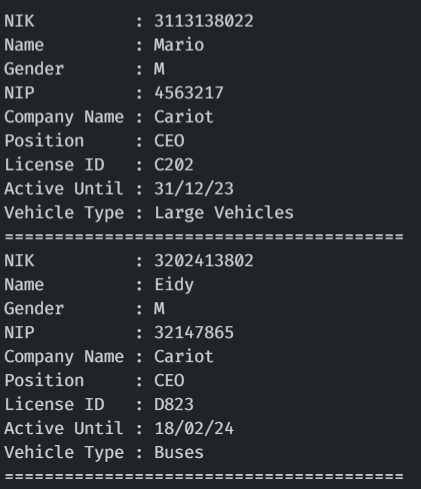 NIK          : 3113138022
Name         : Mario
Gender       : M
NIP          : 4563217
Company Name : Cariot
Position     : CEO
License ID   : C202
Active Until : 31/12/23
Vehicle Type : Large Vehicles
========================================
NIK          : 3202413802
Name         : Eidy
Gender       : M
NIP          : 32147865
Company Name : Cariot
Position     : CEO
License ID   : D823
Active Until : 18/02/24
Vehicle Type : Buses
========================================